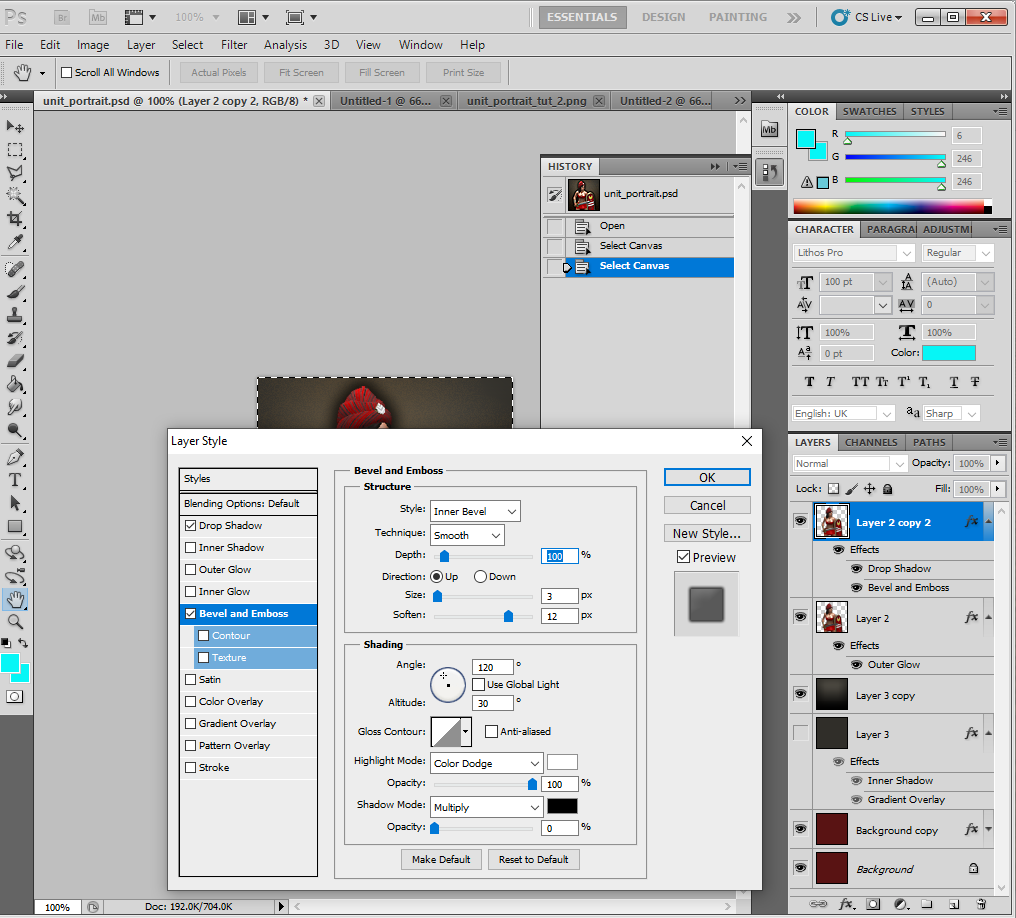 Ps Br Mb 100% ESSENTIALS DESIGN PAINTING CS Live
File Edit Image Layer Select Filter Analysis 3D View Window Help
Scroll All Windows Actual Pixels Fit Screen Fill Screen Print Size
unit_portrait.psd @ 100% (Layer 2 copy 2, RGB/8) * Untitled-1 @ 66... unit_portrait_tut_2.png Untitled-2 @ 66...
Mb
HISTORY
unit_portrait.psd
Open
Select Canvas
Select Canvas
COLOR SWATCHES STYLES
R 6
G 246
B 246
CHARACTER PARAGRA ADJUSTMI
Lithos Pro Regular
100 pt (Auto)
0
100% 100%
0 pt Color:
T T TT Tr T¹ T₁ T T
English: UK aa Sharp
LAYERS CHANNELS PATHS
Normal Opacity: 100%
Lock: Fill: 100%
Layer 2 copy 2 fx
Effects
Drop Shadow
Bevel and Emboss
Layer 2 fx
Effects
Outer Glow
Layer 3 copy
Layer 3 fx
Effects
Inner Shadow
Gradient Overlay
Background copy fx
Background
Layer Style
Styles
Blending Options: Default
Drop Shadow
Inner Shadow
Outer Glow
Inner Glow
Bevel and Emboss
Contour
Texture
Satin
Color Overlay
Gradient Overlay
Pattern Overlay
Stroke
Bevel and Emboss
Structure
Style: Inner Bevel
Technique: Smooth
Depth: 100 %
Direction: Up Down
Size: 3 px
Soften: 12 px
Shading
Angle: 120 °
Use Global Light
Altitude: 30 °
Gloss Contour: Anti-aliased
Highlight Mode: Color Dodge
Opacity: 100 %
Shadow Mode: Multiply
Opacity: 0 %
Make Default Reset to Default
OK
Cancel
New Style...
Preview
100% Doc: 192.0K/704.0K
fx